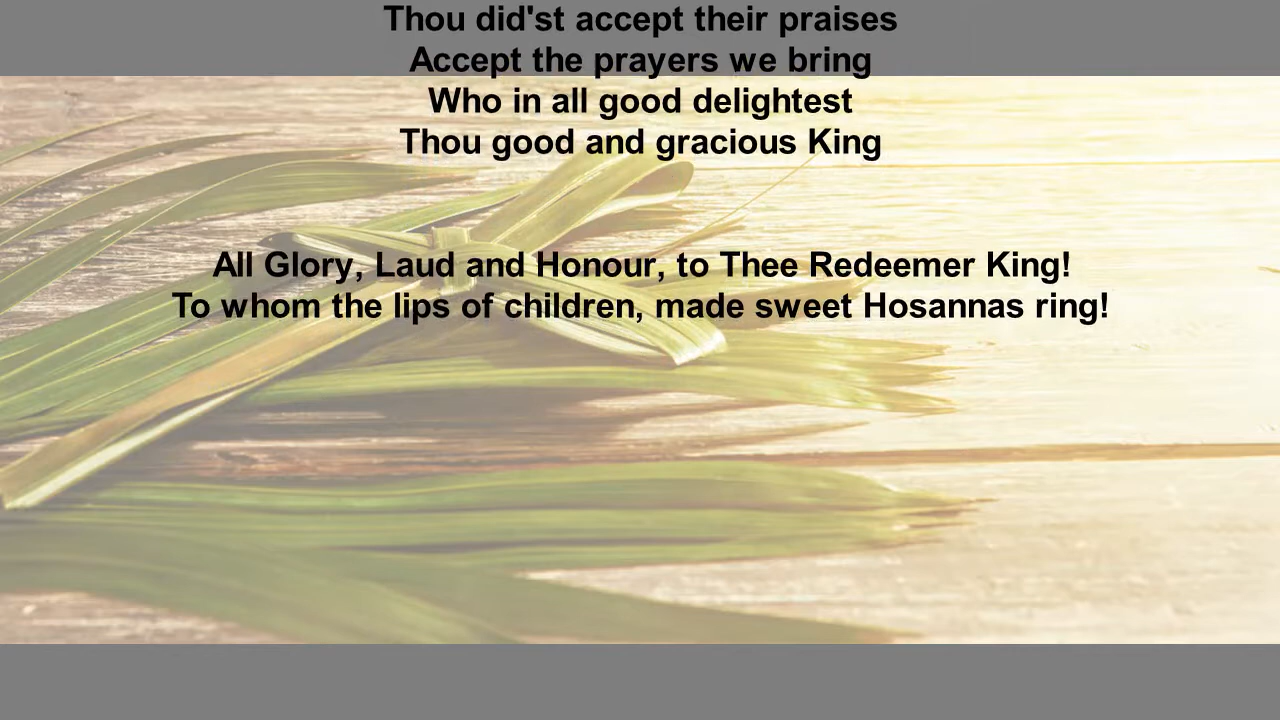 Thou did'st accept their praises
Accept the prayers we bring
Who in all good delightest
Thou good and gracious King
All Glory, Laud and Honour, to Thee Redeemer King!
To whom the lips of children, made sweet Hosannas ring!